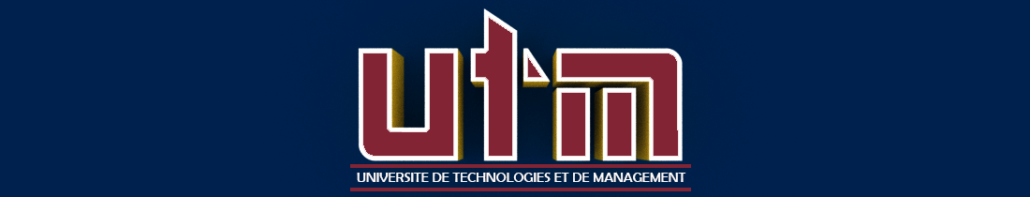 utm
UNIVERSITE DE TECHNOLOGIES ET DE MANAGEMENT